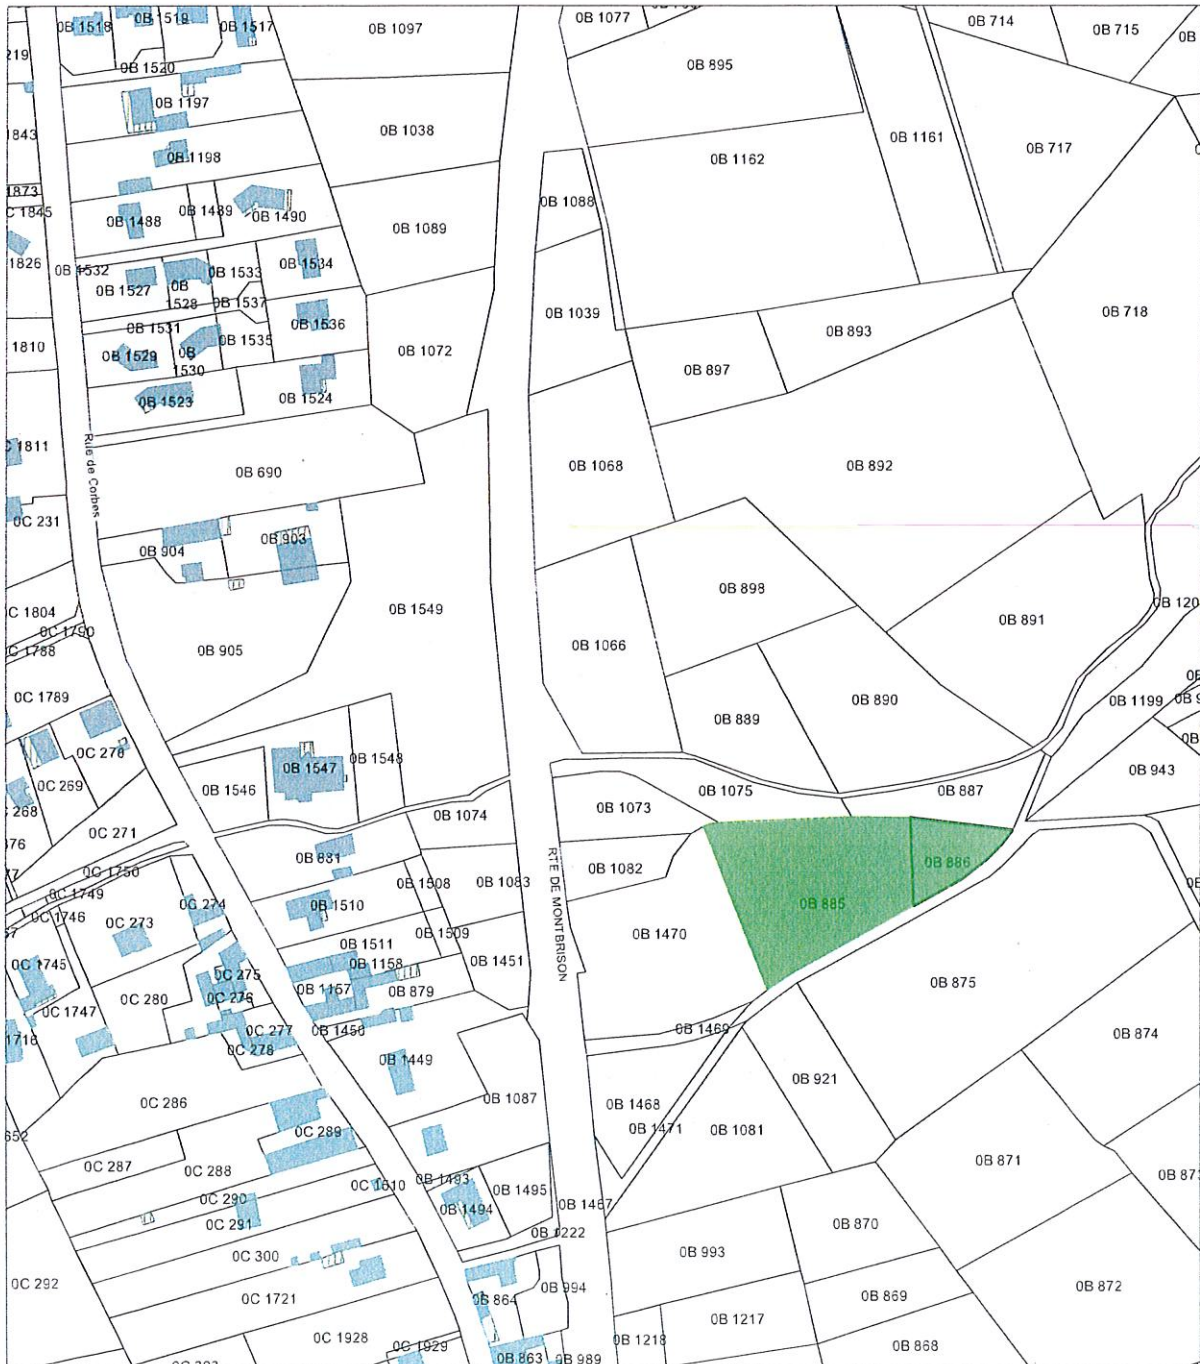 0B 1518
0B 1519
0B 1517
0B 1097
0B 1077
0B 714
0B 715
0B
219
0B 1520
0B 895
0B 1197
1843
0B 1038
0B 1161
0B 717
0B 1198
0B 1162
1873
C 1845
0B 1488
0B 1489
0B 1490
0B 1088
0B 1089
1826
0B 1532
0B 1527
0B
1528
0B 1533
0B 1534
0B 1537
0B 1039
0B 718
1810
0B 1531
0B 1529
0B
1530
0B 1535
0B 1536
0B 1072
0B 893
0B 897
0B 1523
0B 1524
C 1811
Rue de Corbes
0B 690
0B 1068
0B 892
0C 231
0B 904
0B 903
0B 898
C 1804
0C 1790
C 1788
0B 1549
0B 891
0B 120
0B 905
0B 1066
0C 1789
0B 889
0B 890
0B 1199
0B 9
0C 270
0B 1547
0B 1548
0B
0C 269
0B 1546
0B 943
268
0B 1074
0B 1073
0B 1075
0B 887
0C 271
0B 831
0B 1082
0B 886
0C 1750
0C 1749
0B 1508
0B 1083
RTE DE MONTBRISON
0C 1746
0C 273
0C 274
0B 1510
0B 885
0B 1509
0B 1511
0B 1470
0C 1745
0B 1158
0B 1451
0C 275
0B 1157
0B 879
0B 875
0C 280
0C 276
0C 1747
0C 277
0B 1450
0B 1469
0B 874
1716
0C 278
0B 1449
0B 921
0C 286
0B 1087
0B 1468
0B 1471
0B 1081
652
0C 289
0B 871
0C 287
0C 288
0B 1493
0B 873
0C 1510
0B 1495
0C 290
0B 1494
0B 1467
0C 291
0B 1222
0B 870
0C 300
0B 993
0C 292
0B 994
0B 872
0C 1721
0B 864
0B 869
0B 1217
0C 1928
0C 1929
0B 1218
0B 868
0B 863
0B 989